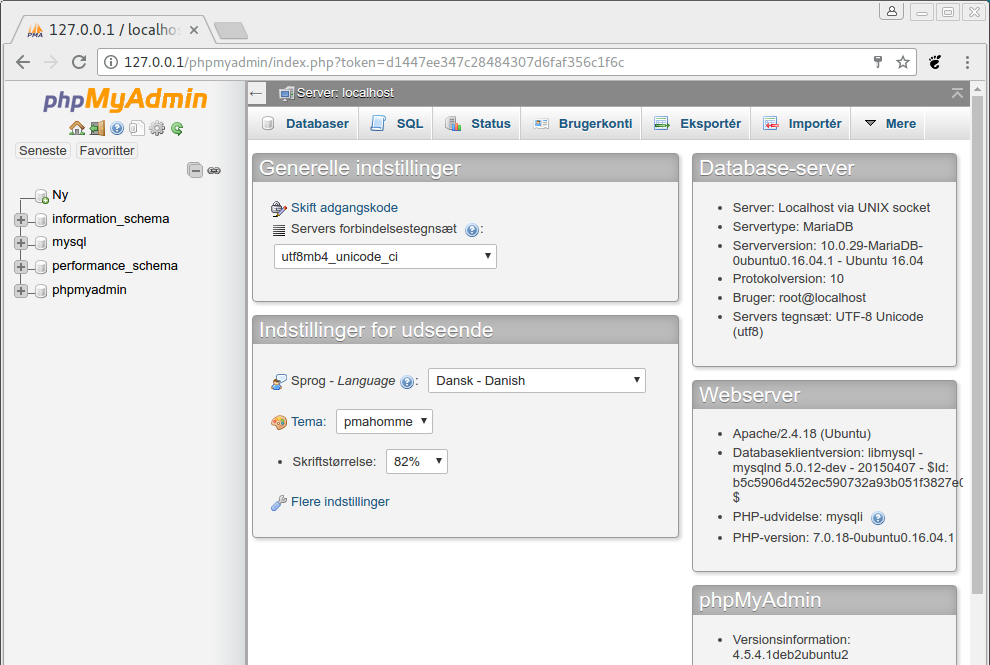 127.0.0.1 / localho
127.0.0.1/phpmyadmin/index.php?token=d1447ee347c28484307d6faf356c1f6c
phpMyAdmin
Seneste Favoritter
Ny
information_schema
mysql
performance_schema
phpmyadmin
Server: localhost
Databaser SQL Status Brugerkonti Eksportér Importér Mere
Generelle indstillinger
Skift adgangskode
Servers forbindelsestegnsæt :
utf8mb4_unicode_ci
Indstillinger for udseende
Sprog - Language : Dansk - Danish
Tema: pmahomme
Skriftstørrelse: 82%
Flere indstillinger
Database-server
Server: Localhost via UNIX socket
Servertype: MariaDB
Serverversion: 10.0.29-MariaDB-
0ubuntu0.16.04.1 - Ubuntu 16.04
Protokolversion: 10
Bruger: root@localhost
Servers tegnsæt: UTF-8 Unicode
(utf8)
Webserver
Apache/2.4.18 (Ubuntu)
Databaseklientversion: libmysql -
mysqlnd 5.0.12-dev - 20150407 - $Id:
b5c5906d452ec590732a93b051f3827e0
$
PHP-udvidelse: mysqli
PHP-version: 7.0.18-0ubuntu0.16.04.1
phpMyAdmin
Versionsinformation:
4.5.4.1deb2ubuntu2